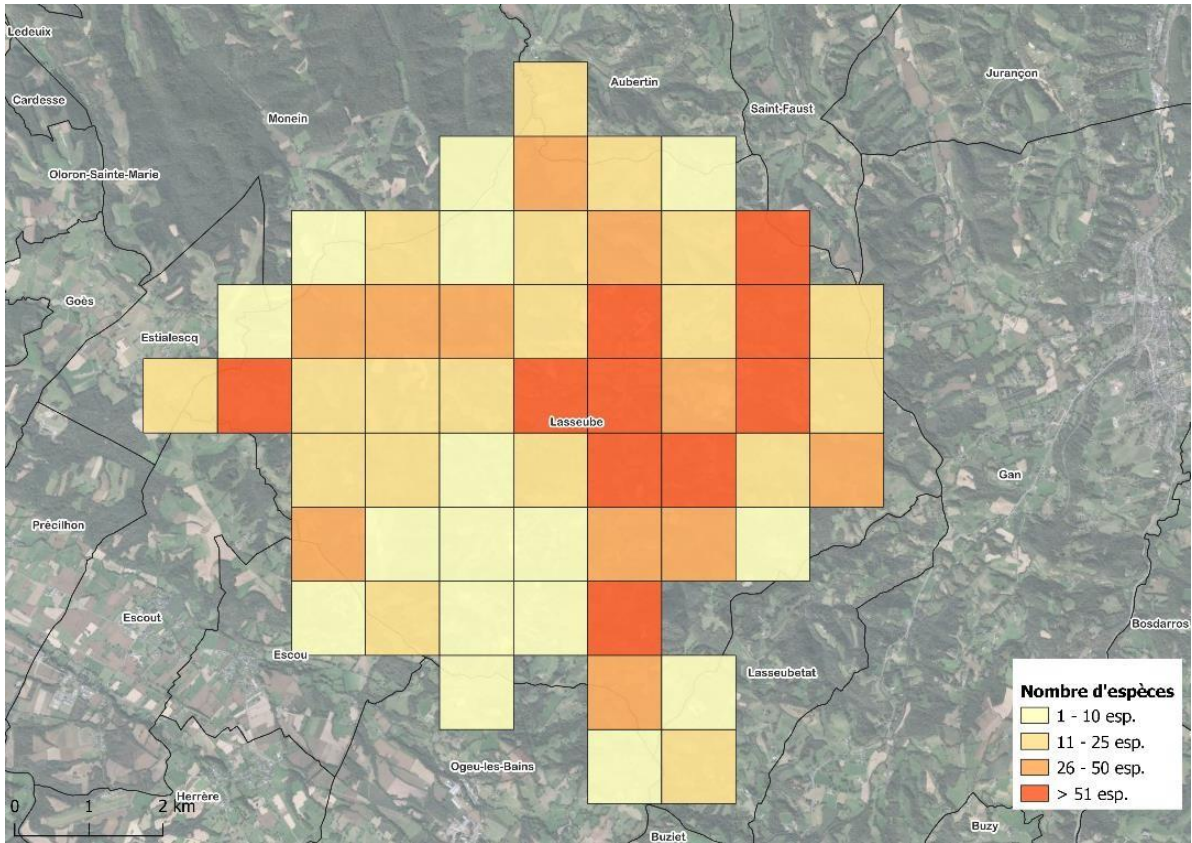 Ledeuix
Aubertin
Jurançon
Cardesse
Saint-Faust
Monein
Oloron-Sainte-Marie
Goès
Estialescq
Lasseube
Gan
Précilhon
Escout
Bosdarros
Escou
Lasseubetat
Nombre d'espèces
1 - 10 esp.
11 - 25 esp.
26 - 50 esp.
> 51 esp.
Ogeu-les-Bains
Herrère
0 1 2 km
Buziet
Buzy